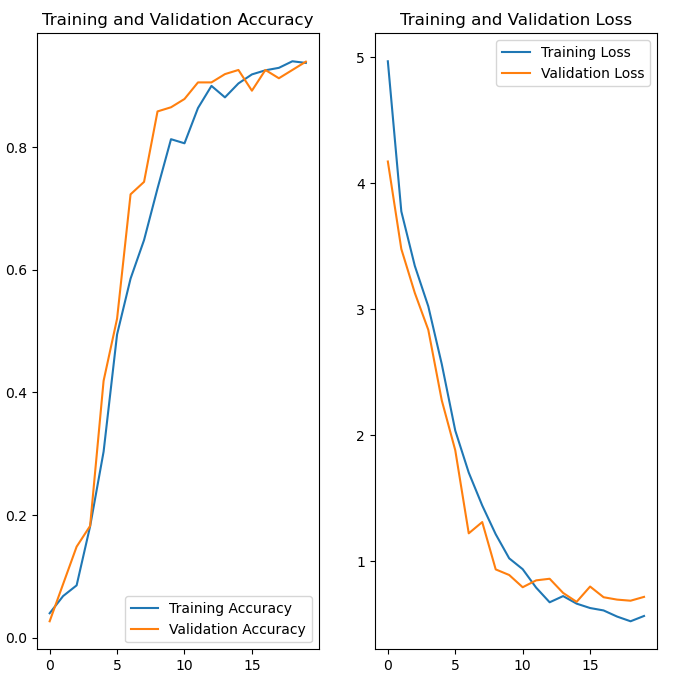 Training and Validation Accuracy
0.8
0.6
0.4
0.2
0.0
0 5 10 15
Training Accuracy
Validation Accuracy
Training and Validation Loss
5
4
3
2
1
0 5 10 15
Training Loss
Validation Loss